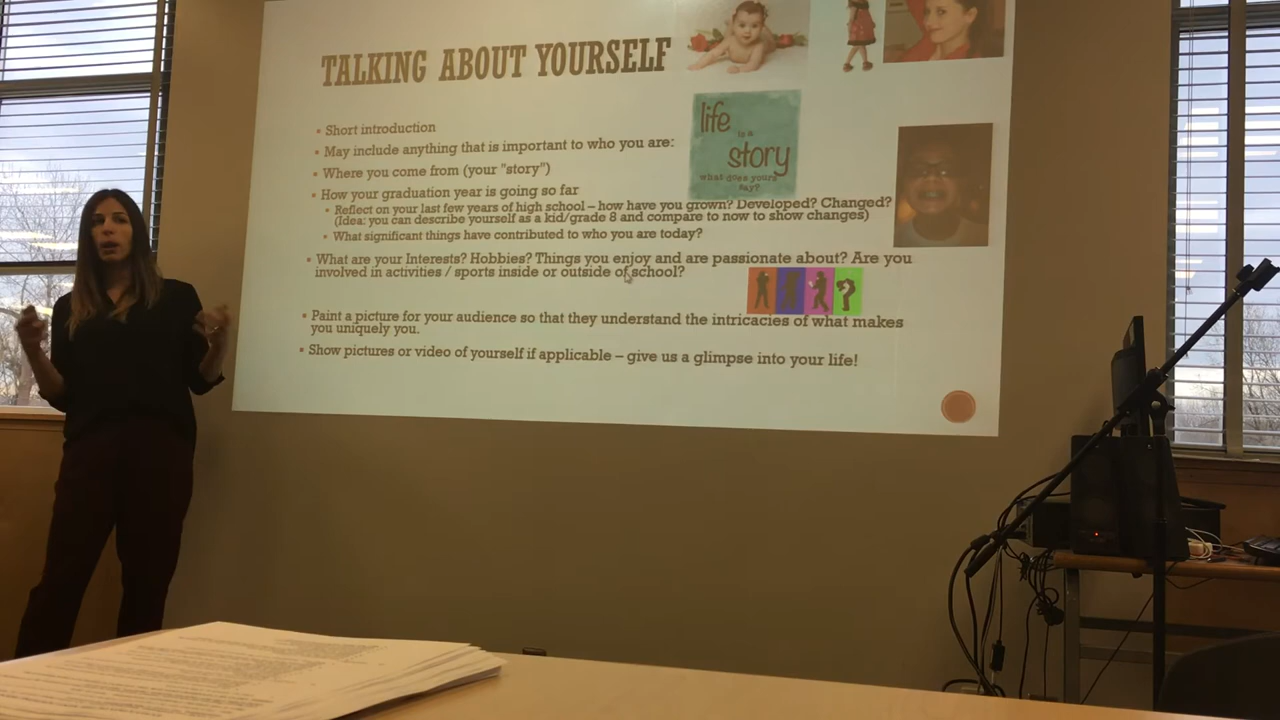 TALKING ABOUT YOURSELF
life
is a
story
what does yours
say?
Short introduction
May include anything that is important to who you are:
Where you come from (your "story")
How your graduation year is going so far
Reflect on your last few years of high school – how have you grown? Developed? Changed?
(Idea: you can describe yourself as a kid/grade 8 and compare to now to show changes)
What significant things have contributed to who you are today?
What are your Interests? Hobbies? Things you enjoy and are passionate about? Are you
involved in activities / sports inside or outside of school?
?
Paint a picture for your audience so that they understand the intricacies of what makes
you uniquely you.
Show pictures or video of yourself if applicable – give us a glimpse into your life!